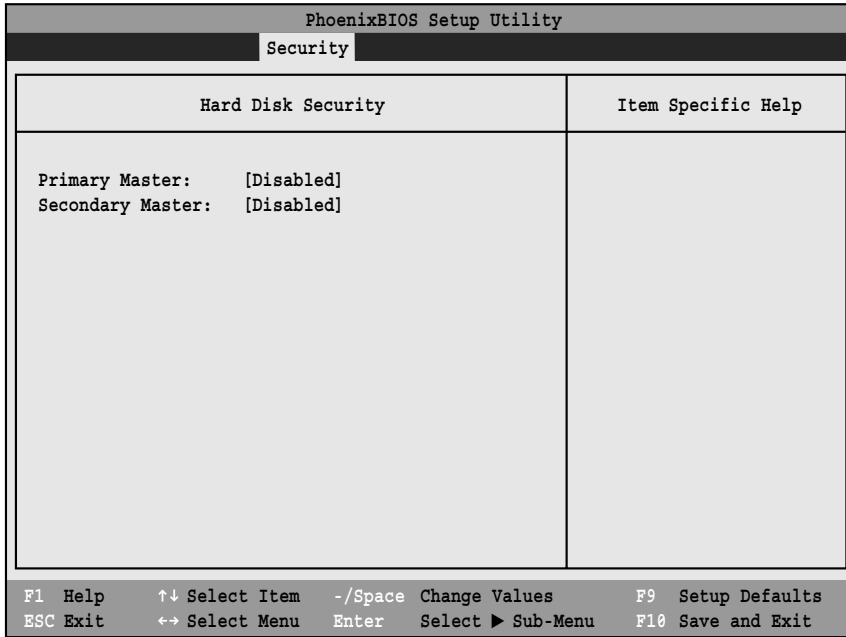 PhoenixBIOS Setup Utility
Security
Hard Disk Security
Item Specific Help
Primary Master: [Disabled]
Secondary Master: [Disabled]
F1 Help ↑↓ Select Item -/Space Change Values F9 Setup Defaults
ESC Exit ←→ Select Menu Enter Select ▶ Sub-Menu F10 Save and Exit